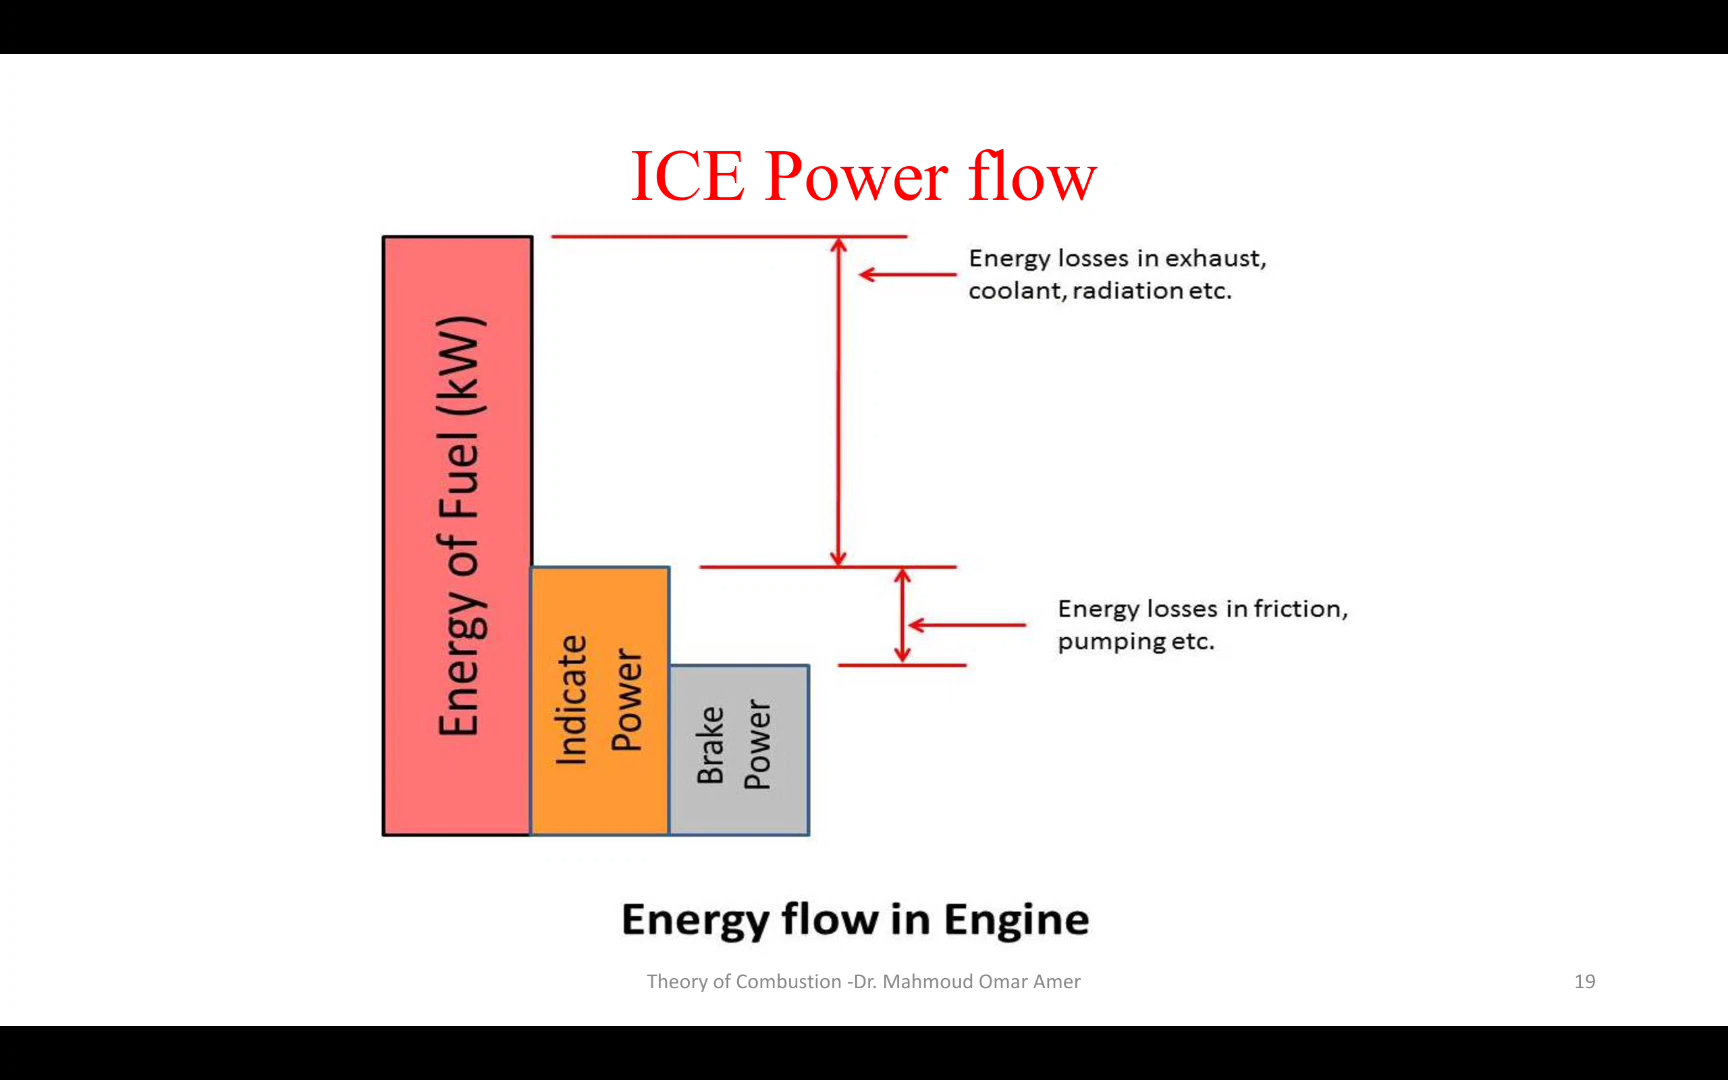 ICE Power flow
Energy losses in exhaust,
coolant, radiation etc.
Energy of Fuel (kW)
Indicate
Power
Brake
Power
Energy losses in friction,
pumping etc.
Energy flow in Engine
Theory of Combustion -Dr. Mahmoud Omar Amer
19